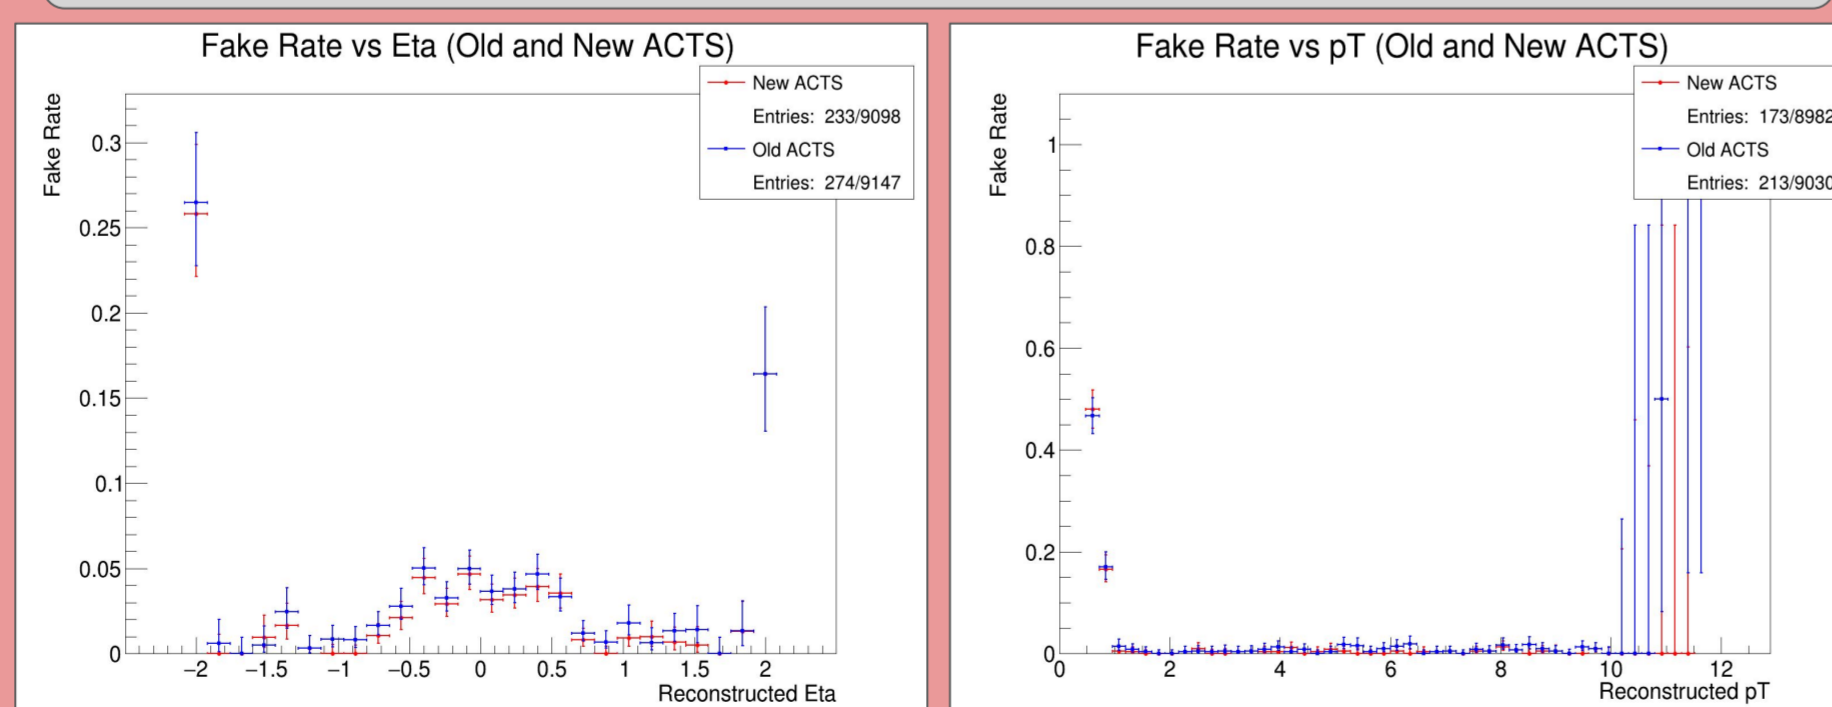 Fake Rate vs Eta (Old and New ACTS)
New ACTS
Entries: 233/9098
Old ACTS
Entries: 274/9147
Fake Rate
0.3
0.25
0.2
0.15
0.1
0.05
0
−2
−1.5
−1
−0.5
0
0.5
1
1.5
2
Reconstructed Eta
Fake Rate vs pT (Old and New ACTS)
New ACTS
Entries: 173/8982
Old ACTS
Entries: 213/9030
Fake Rate
1
0.8
0.6
0.4
0.2
0
0
2
4
6
8
10
12
Reconstructed pT